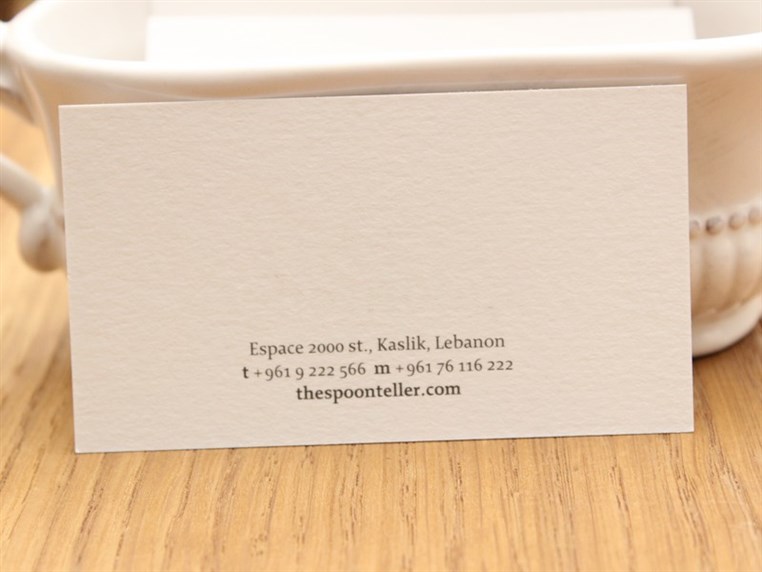 Espace 2000 st., Kaslik, Lebanon
t +961 9 222 566 m +961 76 116 222
thespoonteller.com